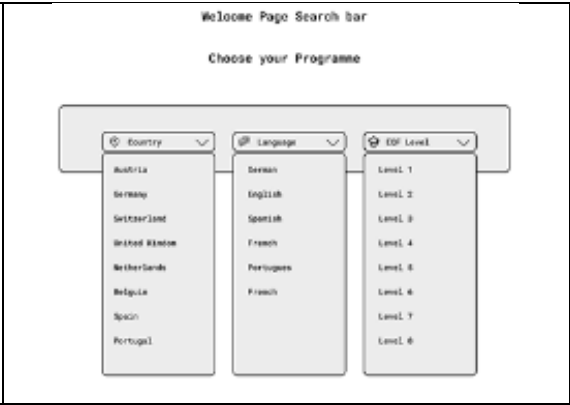 Welcome Page Search bar
Choose your Programme
Country
Language
EQF Level
Austria
Germany
Switzerland
United Kindom
Netherlands
Belguim
Spain
Portugal
German
English
Spanish
French
Portugues
French
Level 1
Level 2
Level 3
Level 4
Level 5
Level 6
Level 7
Level 8